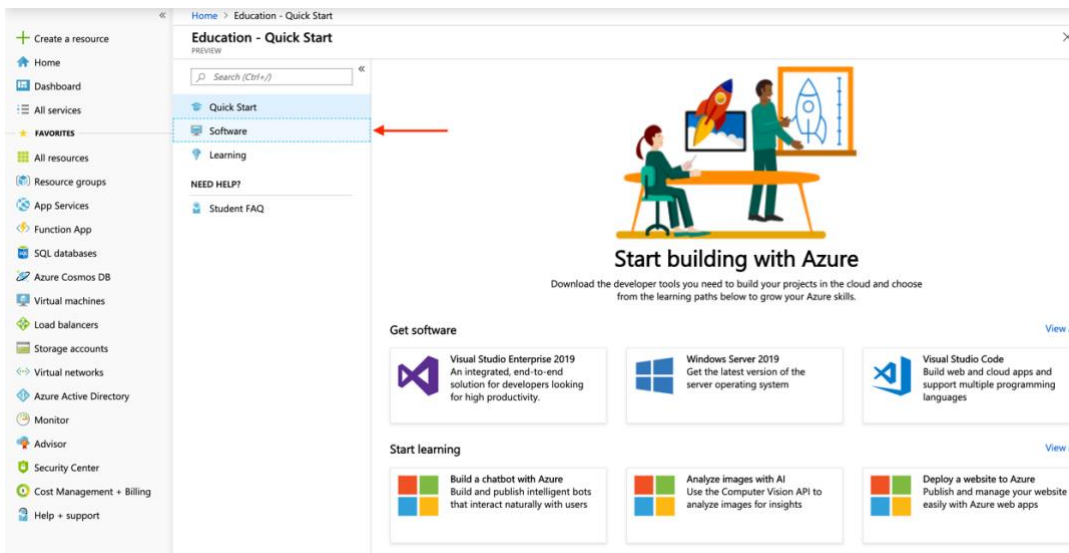 «
Home > Education - Quick Start
Create a resource
Home
Dashboard
All services
FAVORITES
All resources
Resource groups
App Services
Function App
SQL databases
Azure Cosmos DB
Virtual machines
Load balancers
Storage accounts
Virtual networks
Azure Active Directory
Monitor
Advisor
Security Center
Cost Management + Billing
Help + support
Education - Quick Start
PREVIEW
Search (Ctrl+/)
«
Quick Start
Software
Learning
NEED HELP?
Student FAQ
Start building with Azure
Download the developer tools you need to build your projects in the cloud and choose
from the learning paths below to grow your Azure skills.
Get software
View
Visual Studio Enterprise 2019
An integrated, end-to-end
solution for developers looking
for high productivity.
Windows Server 2019
Get the latest version of the
server operating system
Visual Studio Code
Build web and cloud apps and
support multiple programming
languages
Start learning
View
Build a chatbot with Azure
Build and publish intelligent bots
that interact naturally with users
Analyze images with AI
Use the Computer Vision API to
analyze images for insights
Deploy a website to Azure
Publish and manage your website
easily with Azure web apps